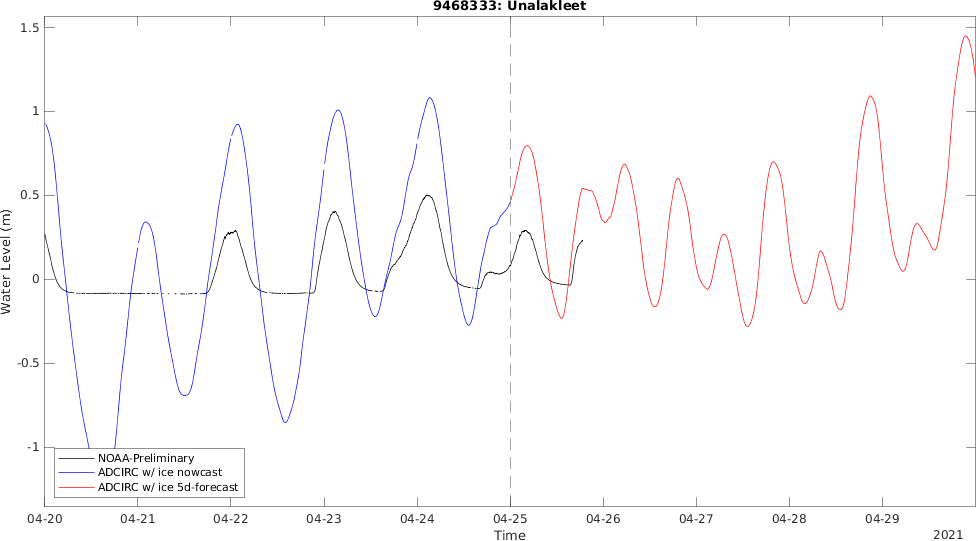 9468333: Unalakleet
1.5
1
0.5
0
-0.5
-1
Water Level (m)
NOAA-Preliminary
ADCIRC w/ ice nowcast
ADCIRC w/ ice 5d-forecast
04-20 04-21 04-22 04-23 04-24 04-25 04-26 04-27 04-28 04-29
Time
2021